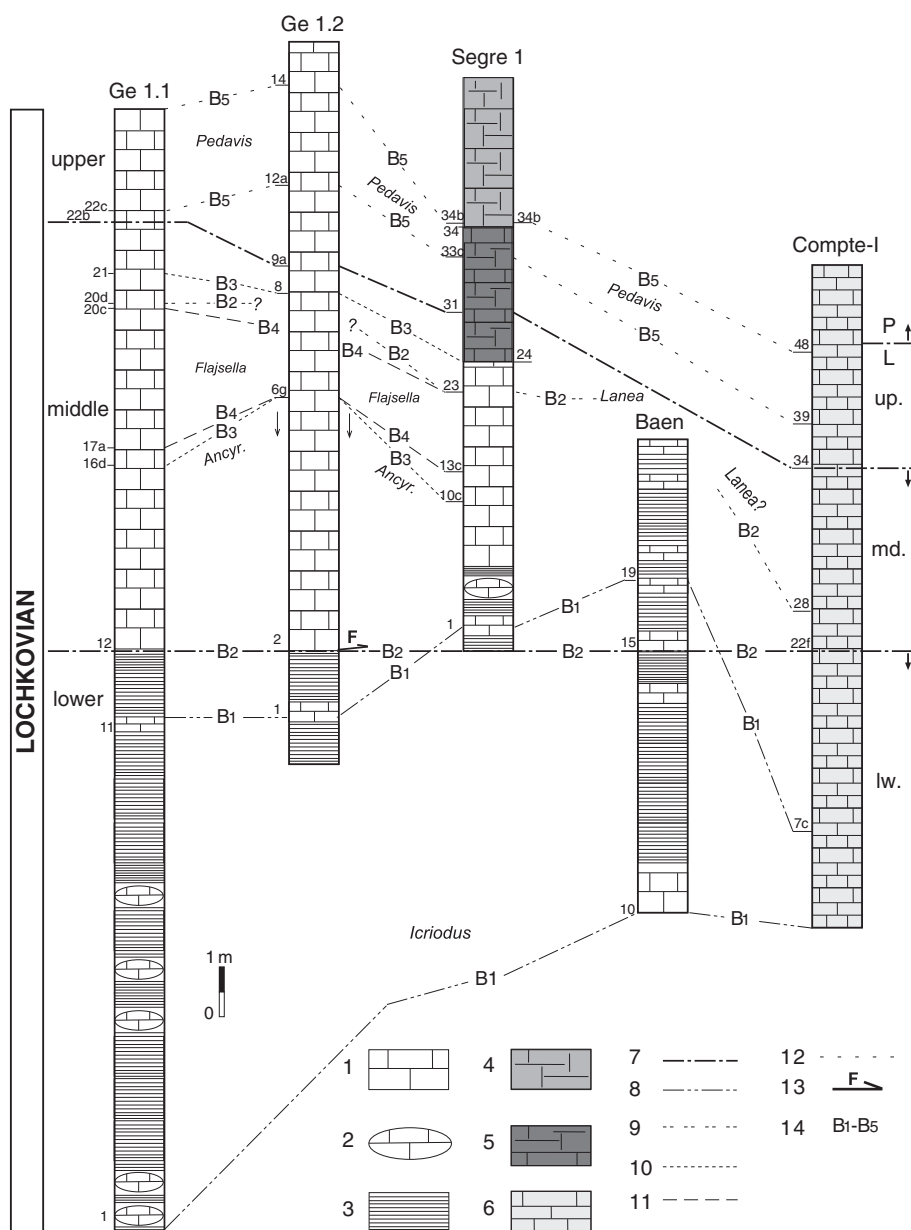 Ge 1.2
Segre 1
Ge 1.1
14
B5
upper
Pedavis
B5
12a
Pedavis
22c
22b
B5
B5
34b
34b
34
33c
Compte-I
9a
21
B3
8
B5
Pedavis
20d
B2
?
20c
B4
31
B3
?
B2
B4
B5
P
48
L
24
Flajsella
6g
Flajsella
23
B2
Lanea
up.
39
middle
B4
B3
Ancyr.
B4
B3
Ancyr.
Baen
17a
16d
13c
34
10c
Lanea?
B2
md.
19
28
B1
1
12
B2
2
F
B2
B2
15
B2
22f
B1
LOCHKOVIAN
lower
11
B1
1
B1
lw.
7c
10
B1
Icriodus
1 m
0
B1
1
4
7
12
8
13
F
2
5
9
14
B1-B5
10
3
6
11
1